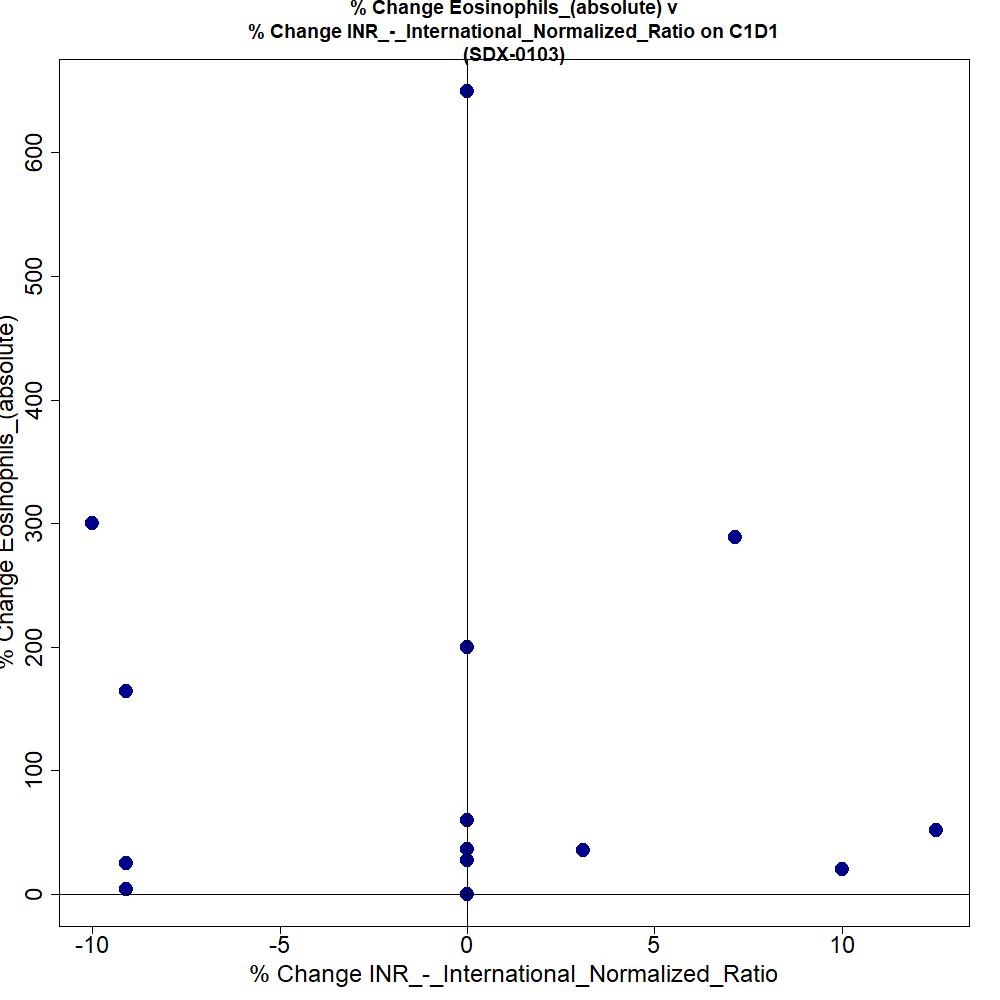 % Change Eosinophils_(absolute) v
% Change INR_-_International_Normalized_Ratio on C1D1
(SDX-0103)
% Change Eosinophils_(absolute)
600
500
400
300
200
100
0
-10
-5
0
5
10
% Change INR_-_International_Normalized_Ratio